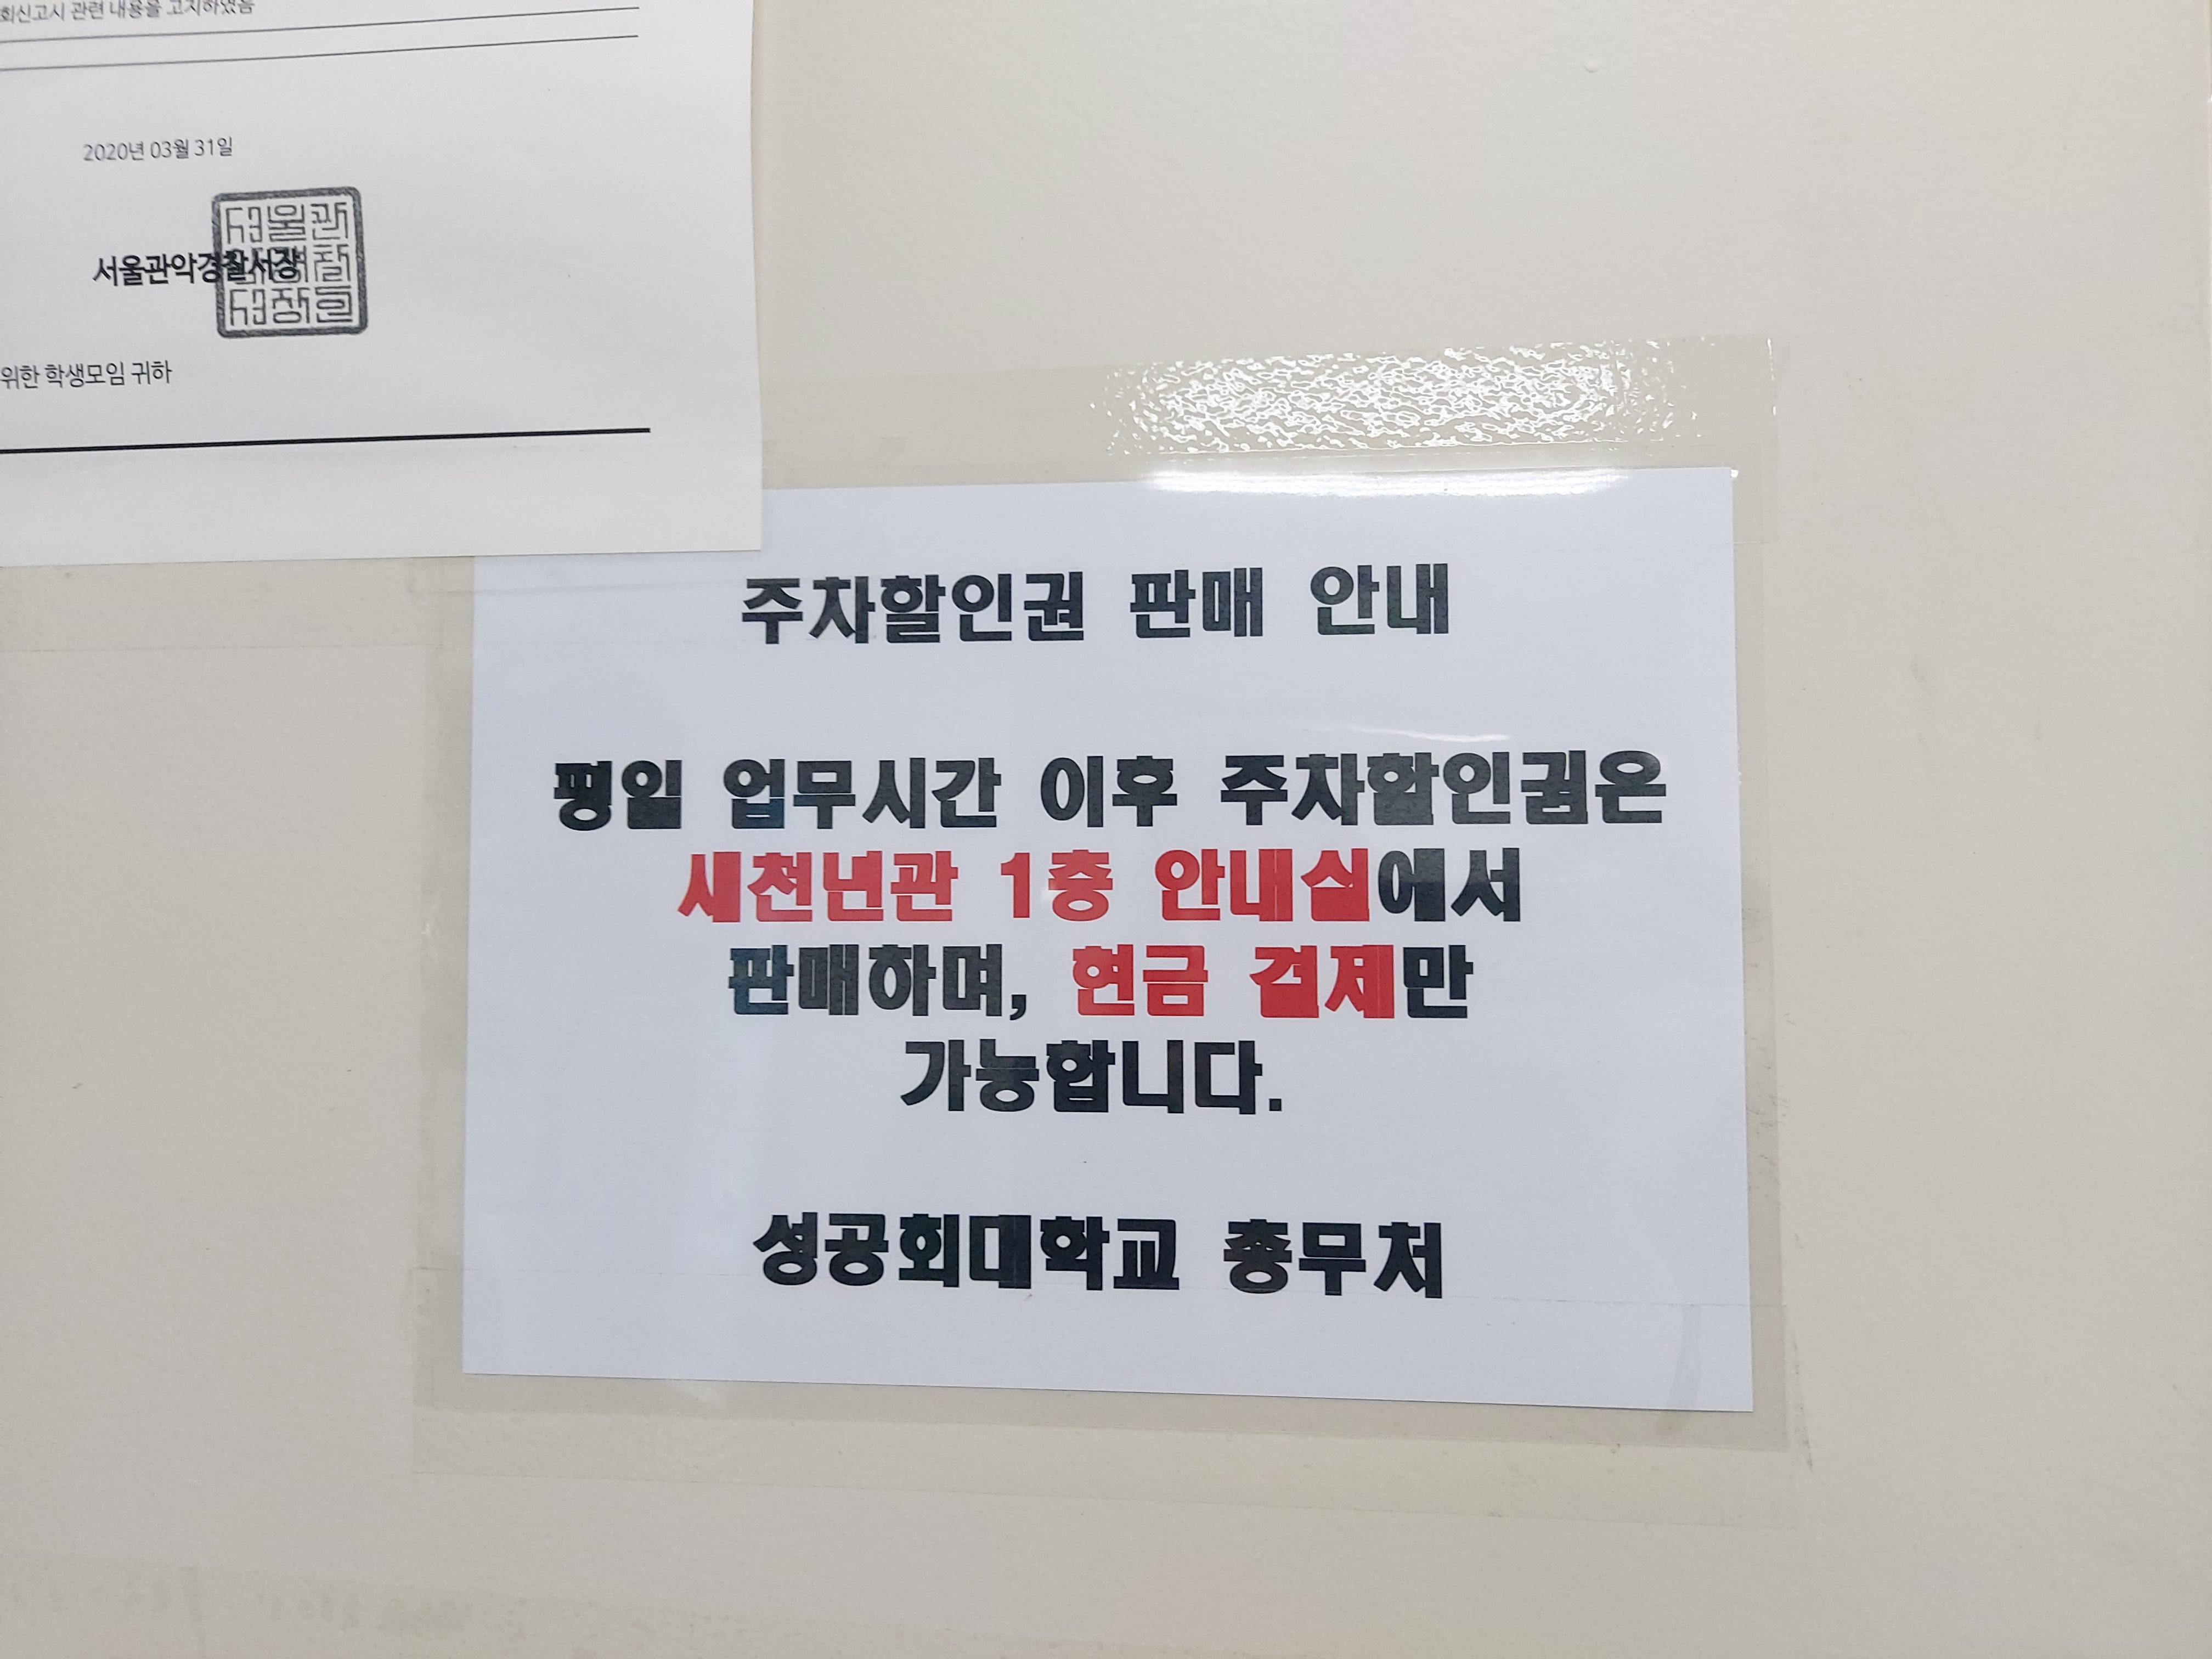 회신고시 관련 내용을 고지하였음
2020년 03월 31일
서울관악경찰서장
위한 학생모임 귀하
주차할인권 판매 안내
평일 업무시간 이후 주차할인권은
새천년관 1층 안내실에서
판매하며, 현금 결제만
가능합니다.
성공회대학교 총무처